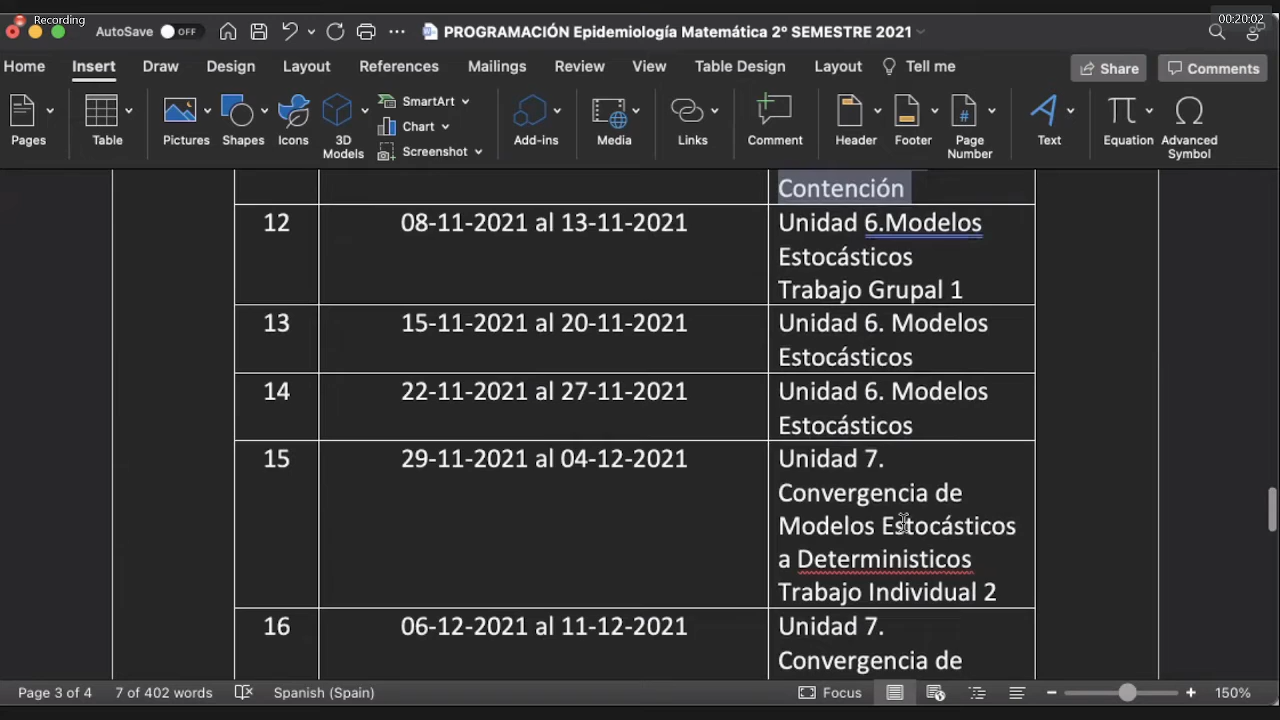 Recording
00:20:02
AutoSave OFF
PROGRAMACIÓN Epidemiología Matemática 2º SEMESTRE 2021
Home Insert Draw Design Layout References Mailings Review View Table Design Layout Tell me
Share Comments
Pages
Table
Pictures
Shapes
Icons
3D
Models
SmartArt
Chart
Screenshot
Add-ins
Media
Links
Comment
Header
Footer
Page
Number
Text
Equation
Advanced
Symbol
Contención
12 08-11-2021 al 13-11-2021 Unidad 6.Modelos
Estocásticos
Trabajo Grupal 1
13 15-11-2021 al 20-11-2021 Unidad 6. Modelos
Estocásticos
14 22-11-2021 al 27-11-2021 Unidad 6. Modelos
Estocásticos
15 29-11-2021 al 04-12-2021 Unidad 7.
Convergencia de
Modelos Estocásticos
a Deterministicos
Trabajo Individual 2
16 06-12-2021 al 11-12-2021 Unidad 7.
Convergencia de
Page 3 of 4 7 of 402 words Spanish (Spain) Focus 150%